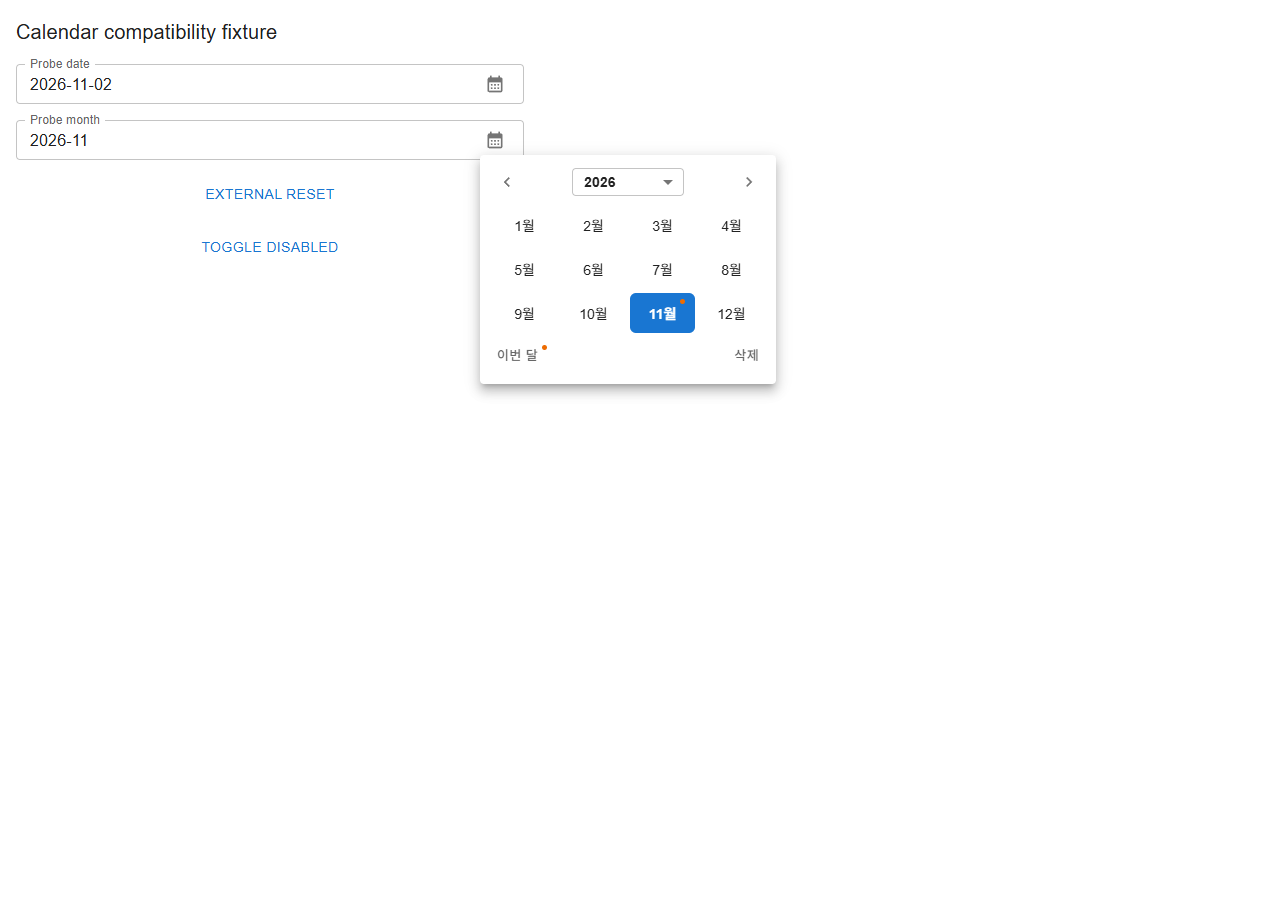 Calendar compatibility fixture
Probe date
2026-11-02
Probe month
2026-11
EXTERNAL RESET
TOGGLE DISABLED
2026
1월 2월 3월 4월
5월 6월 7월 8월
9월 10월 11월 12월
이번 달 삭제